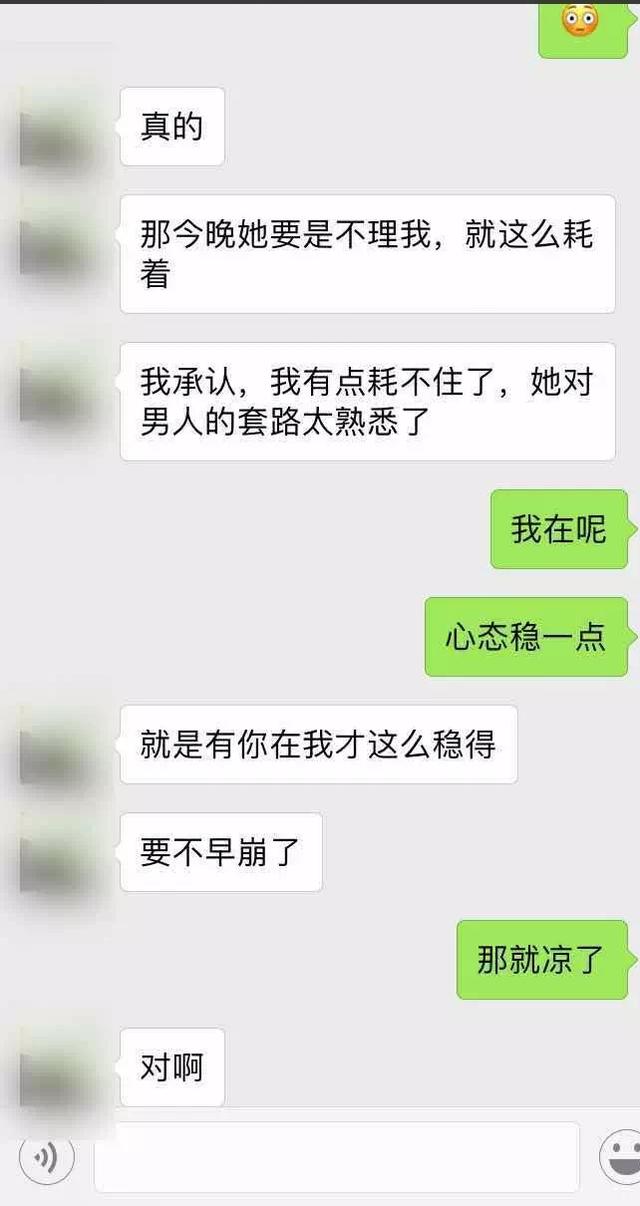 真的
那今晚她要是不理我，就这么耗
着
我承认，我有点耗不住了，她对
男人的套路太熟悉了
我在呢
心态稳一点
就是有你在我才这么稳得
要不早崩了
那就凉了
对啊